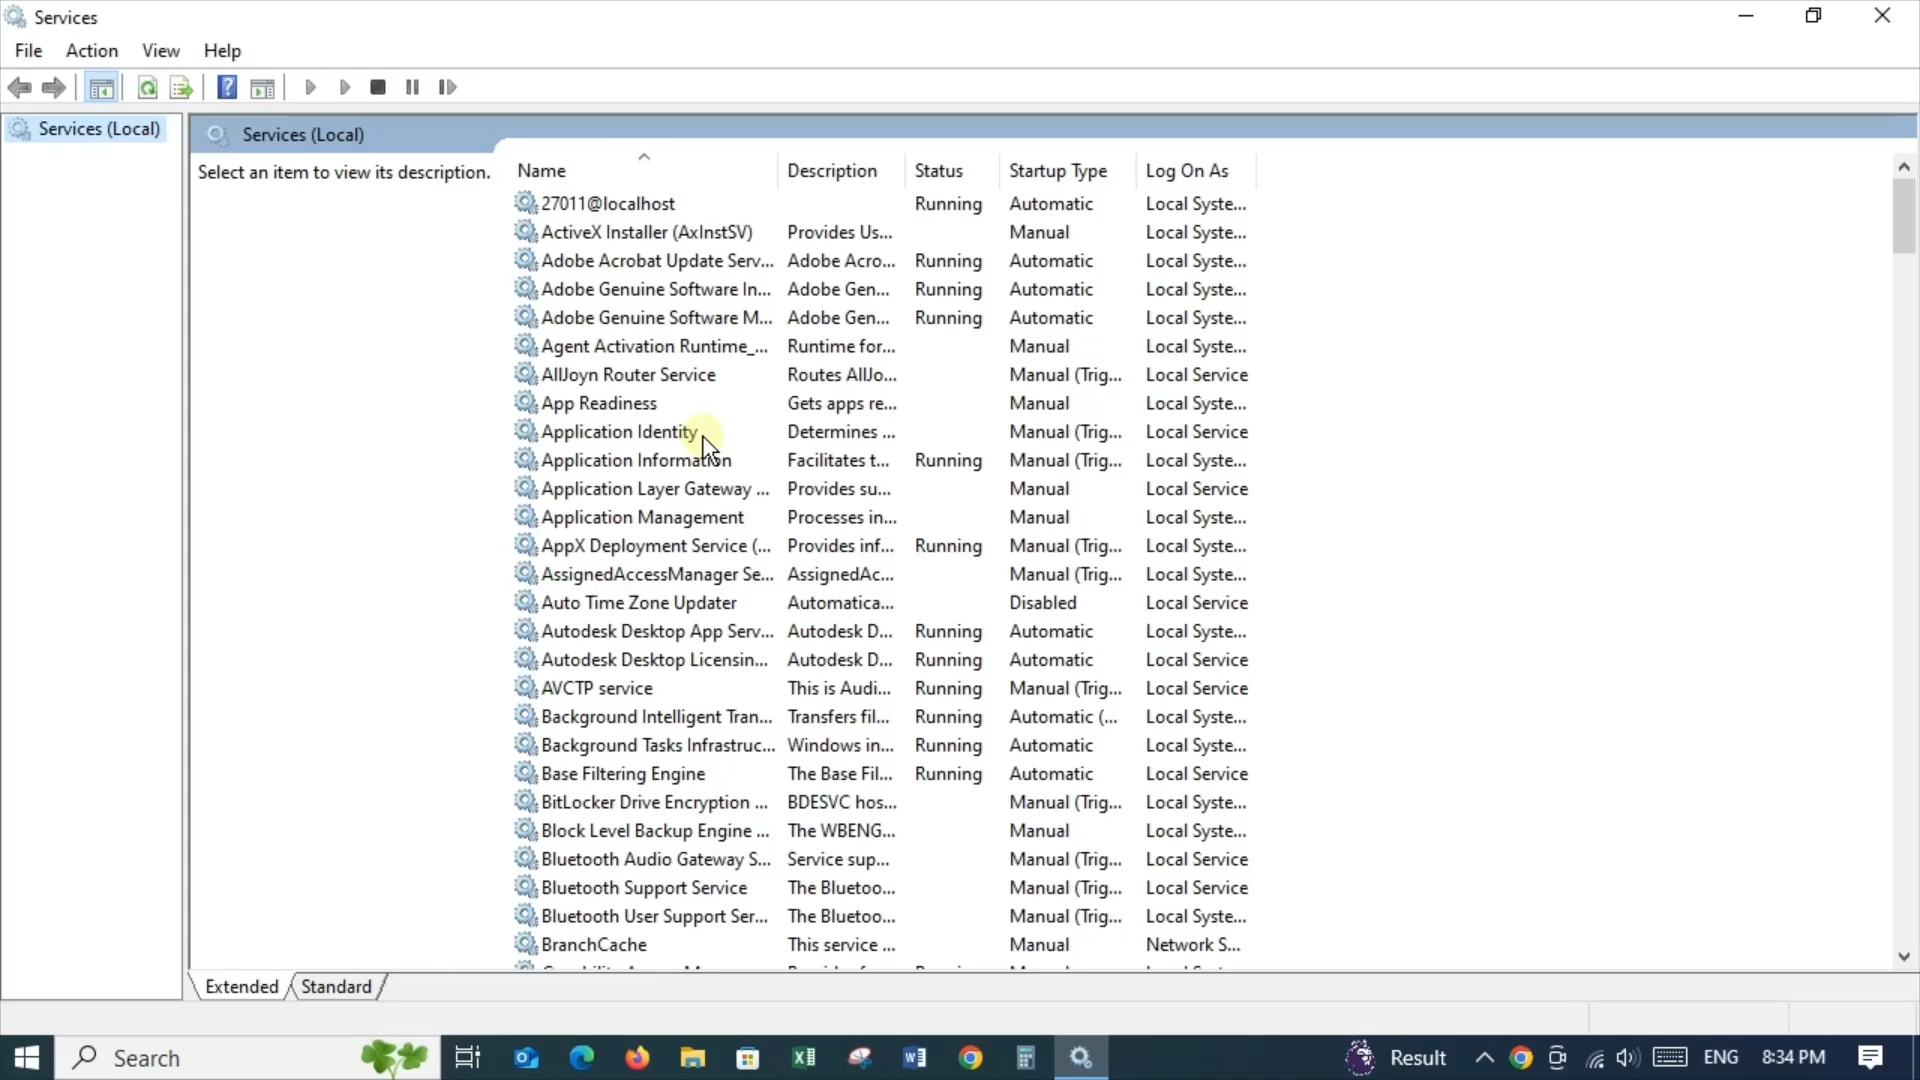 Services
File Action View Help
Services (Local)
Services (Local)
Select an item to view its description.
Name Description Status Startup Type Log On As
27011@localhost Running Automatic Local Syste...
ActiveX Installer (AxInstSV) Provides Us... Manual Local Syste...
Adobe Acrobat Update Serv... Adobe Acro... Running Automatic Local Syste...
Adobe Genuine Software In... Adobe Gen... Running Automatic Local Syste...
Adobe Genuine Software M... Adobe Gen... Running Automatic Local Syste...
Agent Activation Runtime_... Runtime for... Manual Local Syste...
AllJoyn Router Service Routes AllJo... Manual (Trig... Local Service
App Readiness Gets apps re... Manual Local Syste...
Application Identity Determines ... Manual (Trig... Local Service
Application Information Facilitates t... Running Manual (Trig... Local Syste...
Application Layer Gateway ... Provides su... Manual Local Service
Application Management Processes in... Manual Local Syste...
AppX Deployment Service (... Provides inf... Running Manual (Trig... Local Syste...
AssignedAccessManager Se... AssignedAc... Manual (Trig... Local Syste...
Auto Time Zone Updater Automatica... Disabled Local Service
Autodesk Desktop App Serv... Autodesk D... Running Automatic Local Syste...
Autodesk Desktop Licensin... Autodesk D... Running Automatic Local Service
AVCTP service This is Audi... Running Manual (Trig... Local Service
Background Intelligent Tran... Transfers fil... Running Automatic (... Local Syste...
Background Tasks Infrastruc... Windows in... Running Automatic Local Syste...
Base Filtering Engine The Base Fil... Running Automatic Local Service
BitLocker Drive Encryption ... BDESVC hos... Manual (Trig... Local Syste...
Block Level Backup Engine ... The WBENG... Manual Local Syste...
Bluetooth Audio Gateway S... Service sup... Manual (Trig... Local Service
Bluetooth Support Service The Bluetoo... Manual (Trig... Local Service
Bluetooth User Support Ser... The Bluetoo... Manual (Trig... Local Syste...
BranchCache This service ... Manual Network S...
Extended Standard
Search Result ENG 8:34 PM